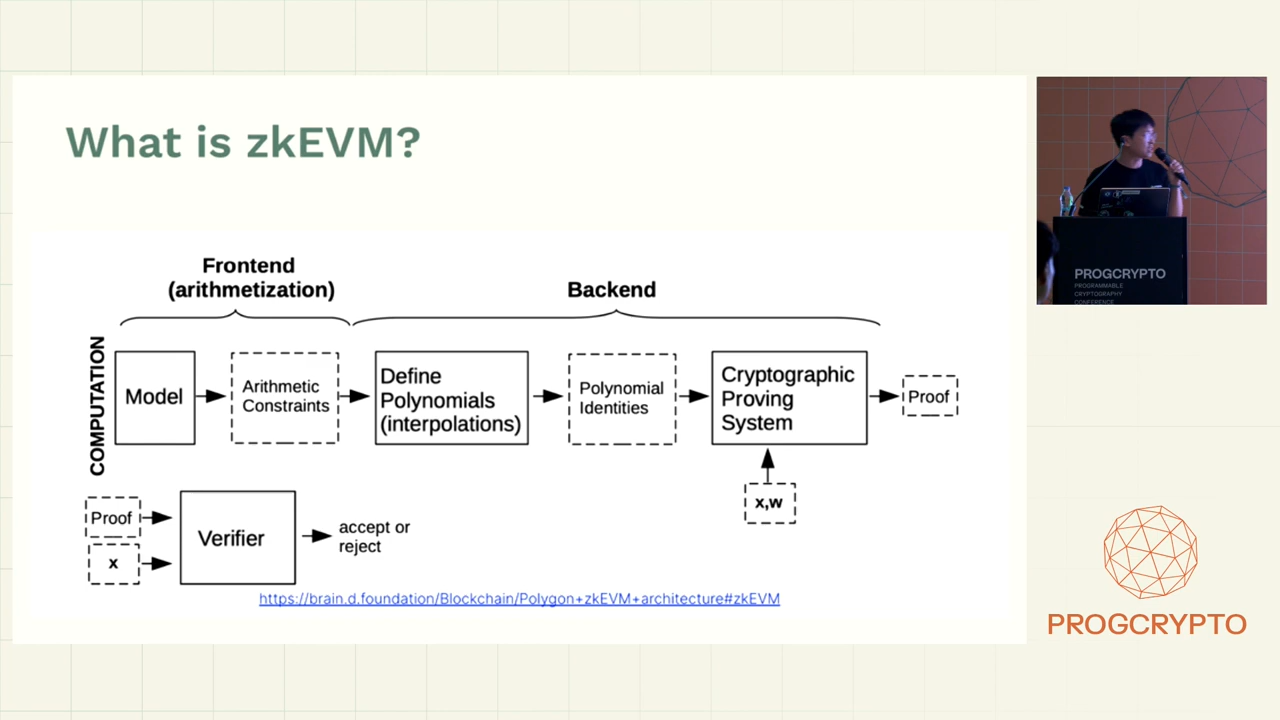 What is zkEVM?
Frontend
(arithmetization)
Backend
COMPUTATION
Model
Arithmetic
Constraints
Define
Polynomials
(interpolations)
Polynomial
Identities
Cryptographic
Proving
System
Proof
x,w
Proof
x
Verifier
accept or
reject
https://brain.d.foundation/Blockchain/Polygon+zkEVM+architecture#zkEVM
PROGCRYPTO
PROGRAMMABLE
CRYPTOGRAPHY
CONFERENCE
PROGCRYPTO